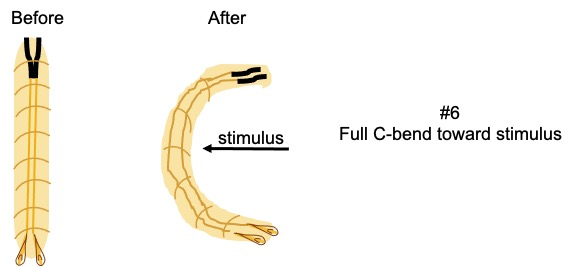 Before
After
stimulus
#6
Full C-bend toward stimulus